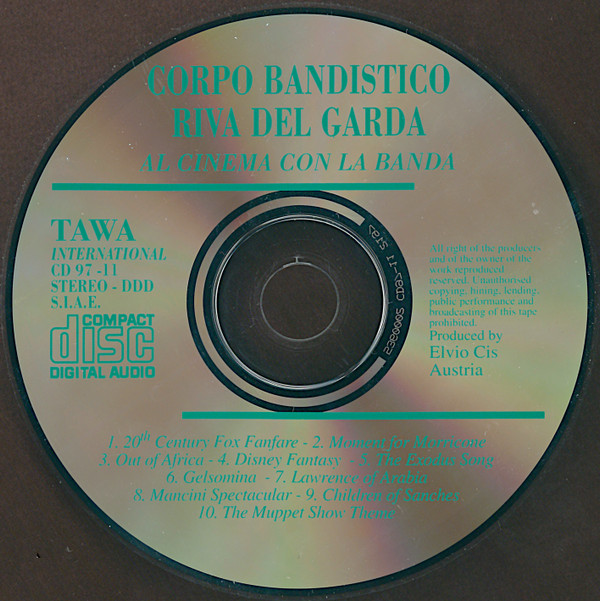 CORPO BANDISTICO
RIVA DEL GARDA
AL CINEMA CON LA BANDA
TAWA
INTERNATIONAL
CD 97 -11
STEREO - DDD
S.I.A.E.
COMPACT
disc
DIGITAL AUDIO
All right of the producer-
and of the owner of the
work reproduced
reserved. Unauthorised
copying, hiring, lending,
public performance and
broadcasting of this tape
prohibited.
Produced by
Elvio Cis
Austria
1. 20th Century Fox Fanfare - 2. Moment for Morricone
3. Out of Africa - 4. Disney Fantasy - 5. The Exodus Song
6. Gelsomina - 7. Lawrence of Arabia
8. Mancini Spectacular - 9. Children of Sanches
10. The Muppet Show Theme